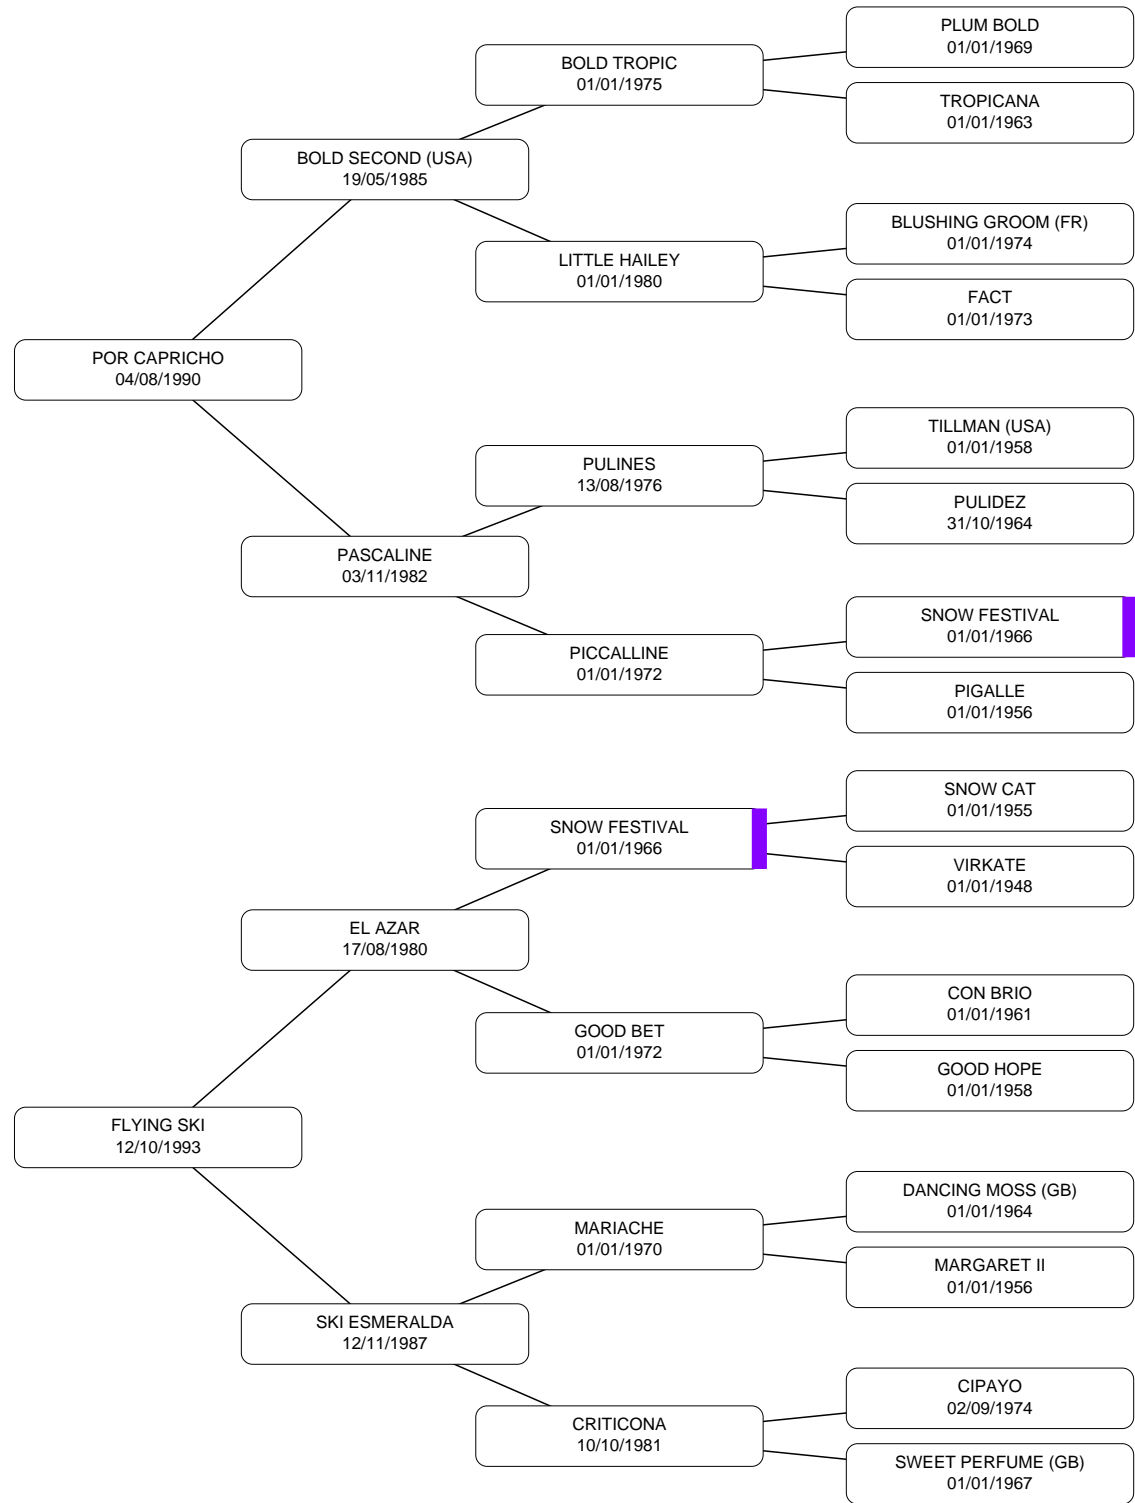 PLUM BOLD
01/01/1969
BOLD TROPIC
01/01/1975
TROPICANA
01/01/1963
BOLD SECOND (USA)
19/05/1985
BLUSHING GROOM (FR)
01/01/1974
LITTLE HAILEY
01/01/1980
FACT
01/01/1973
POR CAPRICHO
04/08/1990
TILLMAN (USA)
01/01/1958
PULINES
13/08/1976
PULIDEZ
31/10/1964
PASCALINE
03/11/1982
SNOW FESTIVAL
01/01/1966
PICCALLINE
01/01/1972
PIGALLE
01/01/1956
SNOW CAT
01/01/1955
SNOW FESTIVAL
01/01/1966
VIRKATE
01/01/1948
EL AZAR
17/08/1980
CON BRIO
01/01/1961
GOOD BET
01/01/1972
GOOD HOPE
01/01/1958
FLYING SKI
12/10/1993
DANCING MOSS (GB)
01/01/1964
MARIACHE
01/01/1970
MARGARET II
01/01/1956
SKI ESMERALDA
12/11/1987
CIPAYO
02/09/1974
CRITICONA
10/10/1981
SWEET PERFUME (GB)
01/01/1967